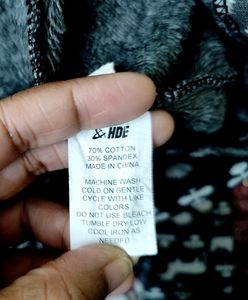 HDE
70% COTTON
30% SPANDEX
MADE IN CHINA
MACHINE WASH
COLD ON GENTLE
CYCLE WITH LIKE
COLORS
DO NOT USE BLEACH
TUMBLE DRY LOW
COOL IRON AS
NEEDED